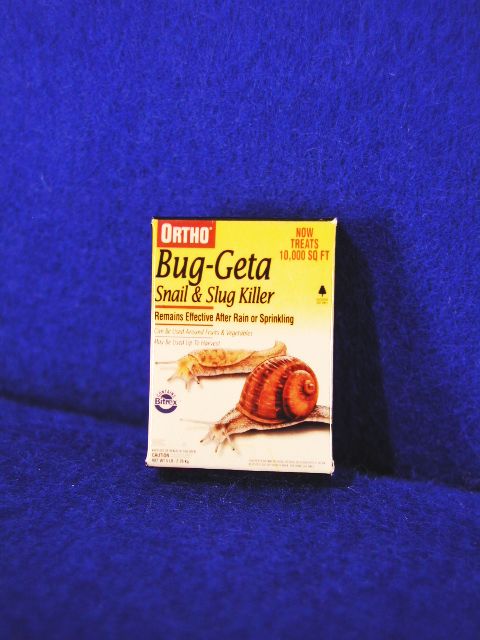 ORTHO
NOW
TREATS
10,000 SQ FT
Bug-Geta
Snail & Slug Killer
Remains Effective After Rain or Sprinkling
Can Be Used Around Fruits & Vegetables
May Be Used Up To Harvest
CONTAINS
Bitrex
CAUTION